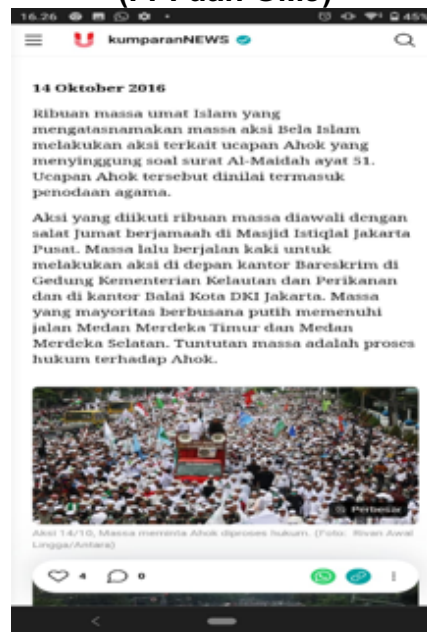 16.26
45%
kumparanNEWS
14 Oktober 2016
Ribuan massa umat Islam yang
mengatasnamakan massa aksi Bela Islam
melakukan aksi terkait ucapan Ahok yang
menyinggung soal surat Al-Maidah ayat 51.
Ucapan Ahok tersebut dinilai termasuk
penodaan agama.
Aksi yang diikuti ribuan massa diawali dengan
salat Jumat berjamaah di Masjid Istiqlal Jakarta
Pusat. Massa lalu berjalan kaki untuk
melakukan aksi di depan kantor Bareskrim di
Gedung Kementerian Kelautan dan Perikanan
dan di kantor Balai Kota DKI Jakarta. Massa
yang mayoritas berbusana putih memenuhi
jalan Medan Merdeka Timur dan Medan
Merdeka Selatan. Tuntutan massa adalah proses
hukum terhadap Ahok.
Perbesar
Aksi 14/10, Massa meminta Ahok diproses hukum. (Foto: Rivan Awal
Lingga/Antara)
4
0